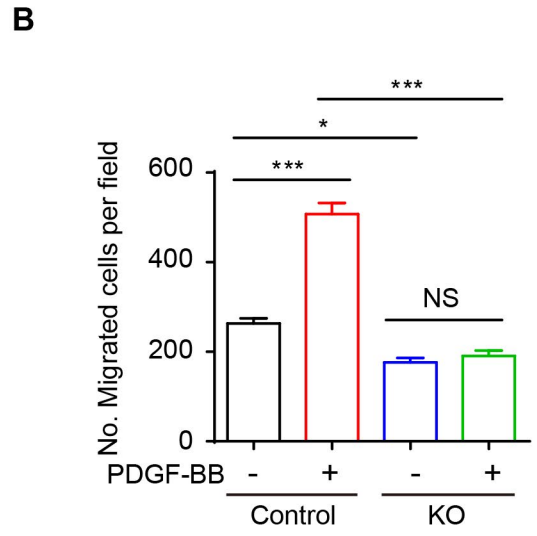 B
***
*
***
No. Migrated cells per field
600
400
200
0
NS
PDGF-BB - + - +
Control KO